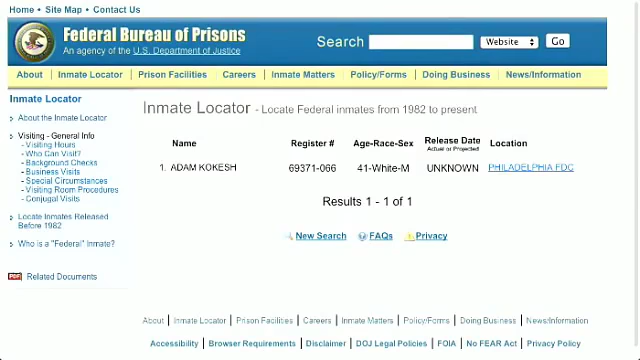 Home • Site Map • Contact Us
Federal Bureau of Prisons
An agency of the U.S. Department of Justice
Search Website Go
About | Inmate Locator | Prison Facilities | Careers | Inmate Matters | Policy/Forms | Doing Business | News/Information
Inmate Locator
About the Inmate Locator
Visiting - General Info
- Visiting Hours
- Who Can Visit?
- Background Checks
- Business Visits
- Special Circumstances
- Visiting Room Procedures
- Conjugal Visits
Locate Inmates Released
Before 1982
Who is a "Federal" Inmate?
Related Documents
Inmate Locator - Locate Federal inmates from 1982 to present
Name Register # Age-Race-Sex Release Date Location
Actual or Projected
1. ADAM KOKESH 69371-066 41-White-M UNKNOWN PHILADELPHIA FDC
Results 1 - 1 of 1
New Search FAQs Privacy
About | Inmate Locator | Prison Facilities | Careers | Inmate Matters | Policy/Forms | Doing Business | News/Information
Accessibility | Browser Requirements | Disclaimer | DOJ Legal Policies | FOIA | No FEAR Act | Privacy Policy